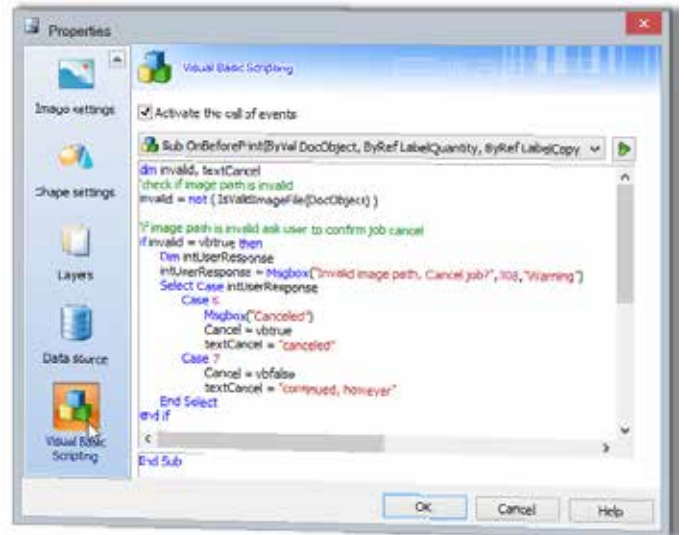 Properties
Image settings
Shape settings
Layers
Data source
Visual Basic
Scripting
Visual Basic Scripting
Activate the call of events
Sub OnBeforePrint(ByVal DocObject, ByRef LabelQuantity, ByRef LabelCopy
dim invalid, textCancel
'check if image path is invalid
invalid = not ( IsValidImageFile(DocObject) )
'if image path is invalid ask user to confirm job cancel
if invalid = vbtrue then
Dim intUserResponse
intUserResponse = Msgbox("Invalid image path, Cancel job?", "Warning")
Select Case intUserResponse
Case 6
Msgbox("Canceled")
Cancel = vbtrue
textCancel = "canceled"
Case 7
Cancel = vbfalse
textCancel = "continued, however"
End Select
end if
End Sub
OK
Cancel
Help